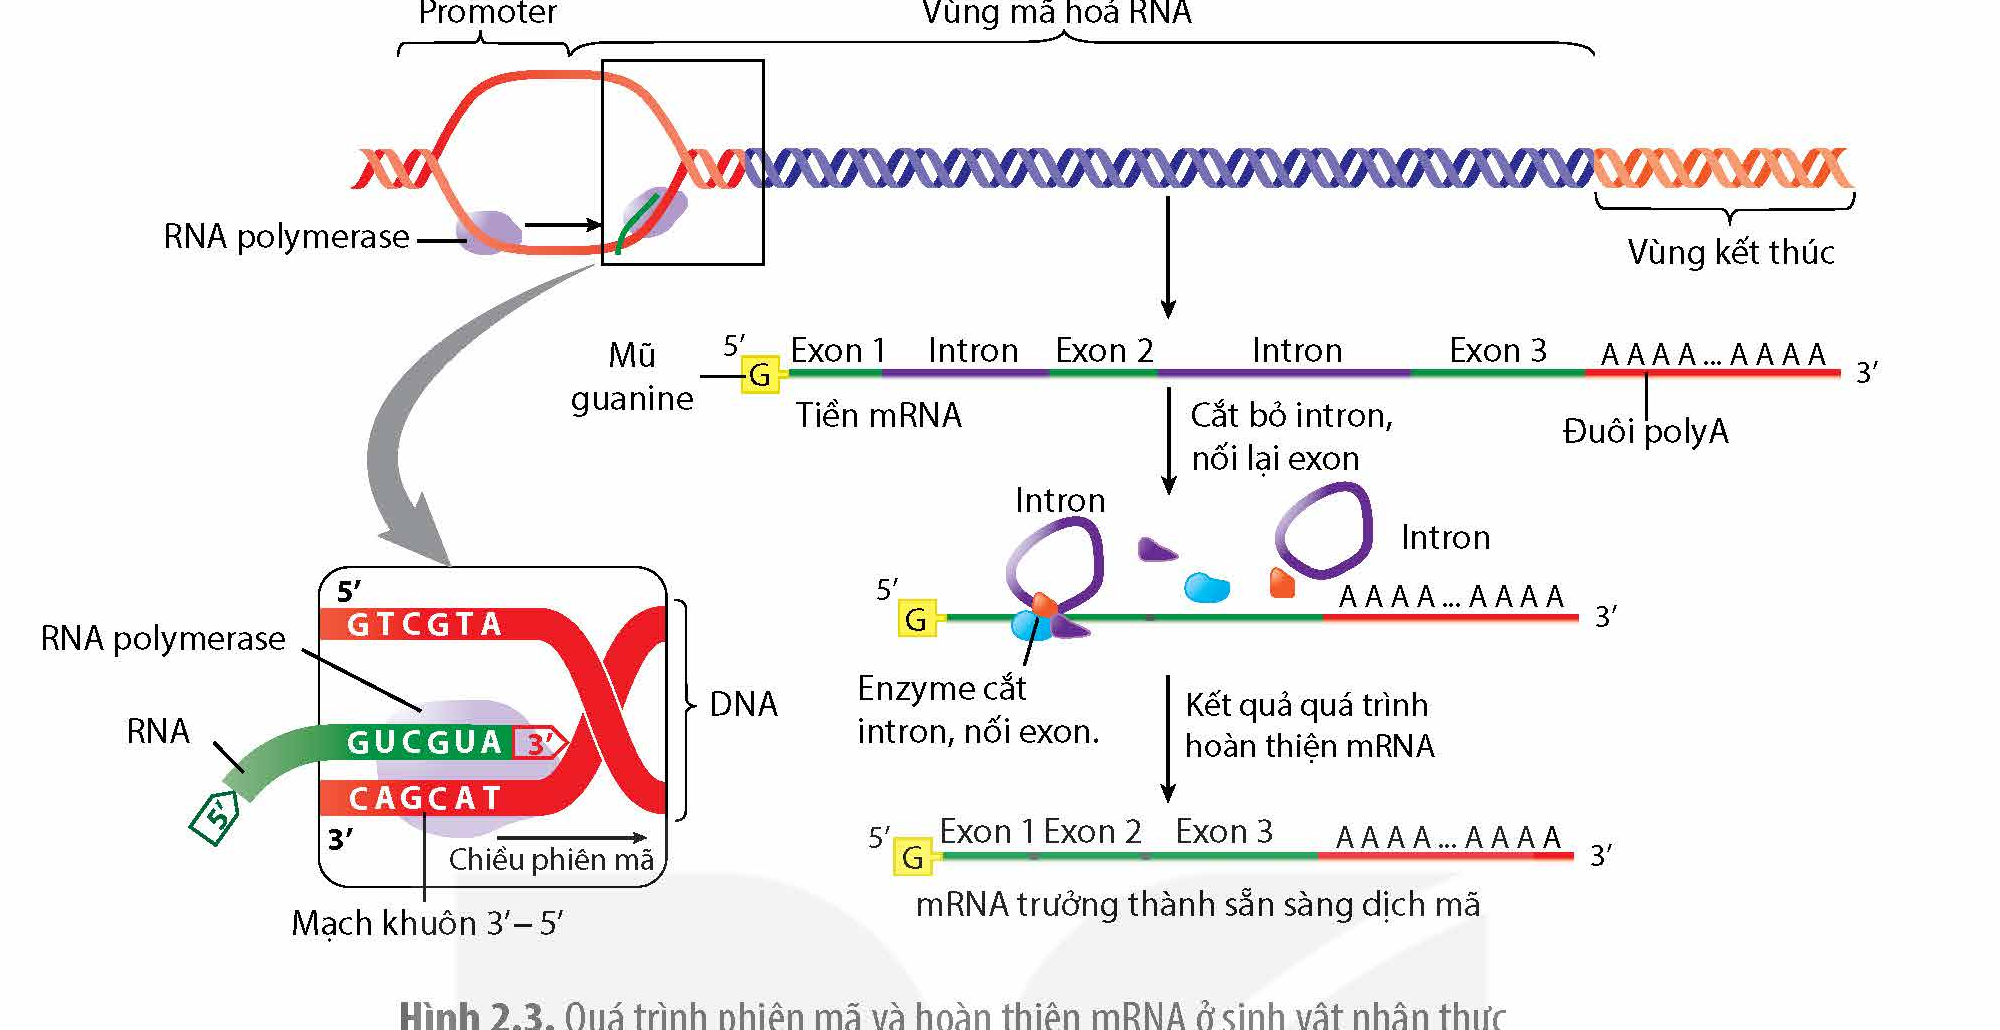 Promoter
Vùng mã hoá RNA
RNA polymerase
Vùng kết thúc
Mũ
guanine
5′
G
Exon 1 Intron Exon 2 Intron Exon 3 A A A A ... A A A A
3′
Tiền mRNA
Cắt bỏ intron,
nối lại exon
Đuôi polyA
Intron
Intron
5′
G
A A A A ... A A A A
3′
Enzyme cắt
intron, nối exon.
Kết quả quá trình
hoàn thiện mRNA
5′
G
Exon 1 Exon 2 Exon 3 A A A A ... A A A A
3′
mRNA trưởng thành sẵn sàng dịch mã
5′
GTCGTA
RNA polymerase
DNA
RNA
GUCGUA 3′
5′
CAGCAT
3′
Chiều phiên mã
Mạch khuôn 3′– 5′
Hình 2.3. Quá trình phiên mã và hoàn thiện mRNA ở sinh vật nhân thực